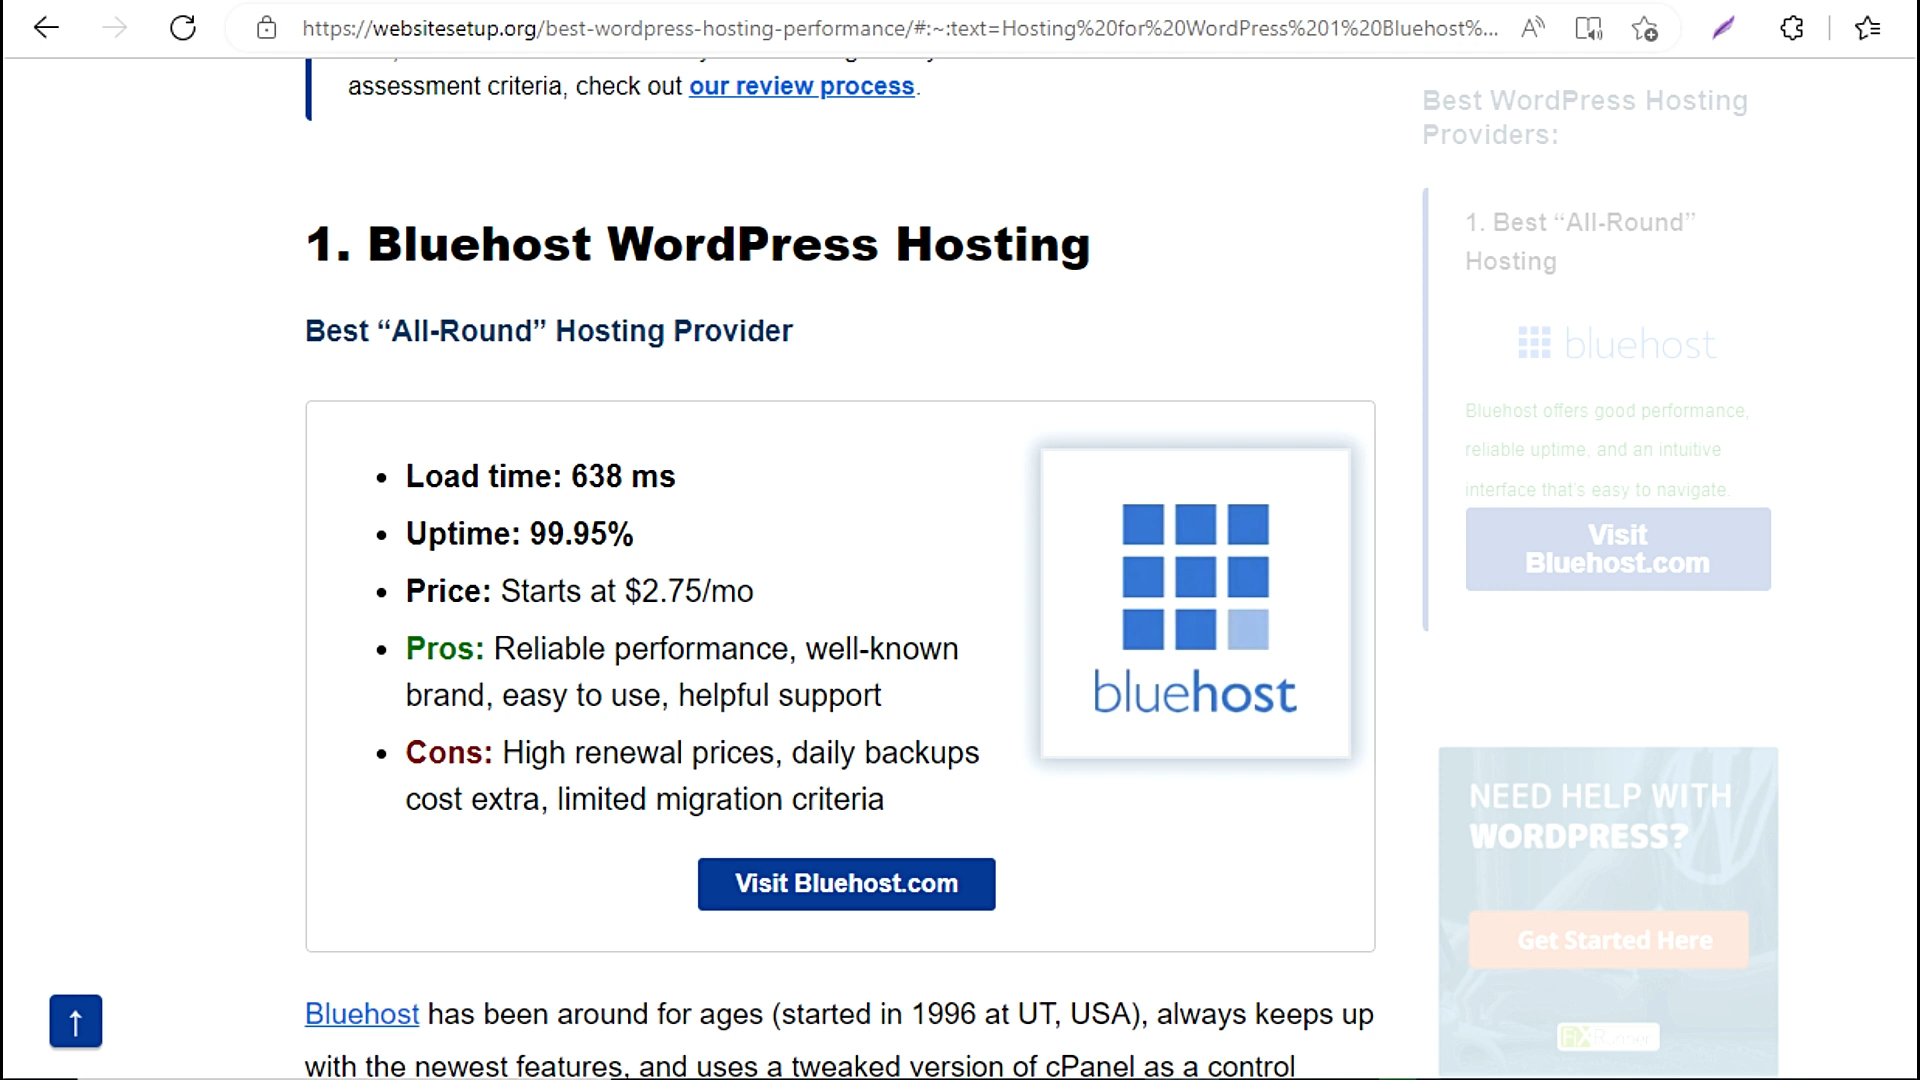 https://websitesetup.org/best-wordpress-hosting-performance/#:~:text=Hosting%20for%20WordPress%201%20Bluehost%...
assessment criteria, check out our review process.
1. Bluehost WordPress Hosting
Best “All-Round” Hosting Provider
• Load time: 638 ms
• Uptime: 99.95%
• Price: Starts at $2.75/mo
• Pros: Reliable performance, well-known
brand, easy to use, helpful support
• Cons: High renewal prices, daily backups
cost extra, limited migration criteria
bluehost
Visit Bluehost.com
Bluehost has been around for ages (started in 1996 at UT, USA), always keeps up
with the newest features, and uses a tweaked version of cPanel as a control
Best WordPress Hosting
Providers:
1. Best “All-Round”
Hosting
bluehost
Bluehost offers good performance,
reliable uptime, and an intuitive
interface that's easy to navigate.
Visit
Bluehost.com
NEED HELP WITH
WORDPRESS?
Get Started Here